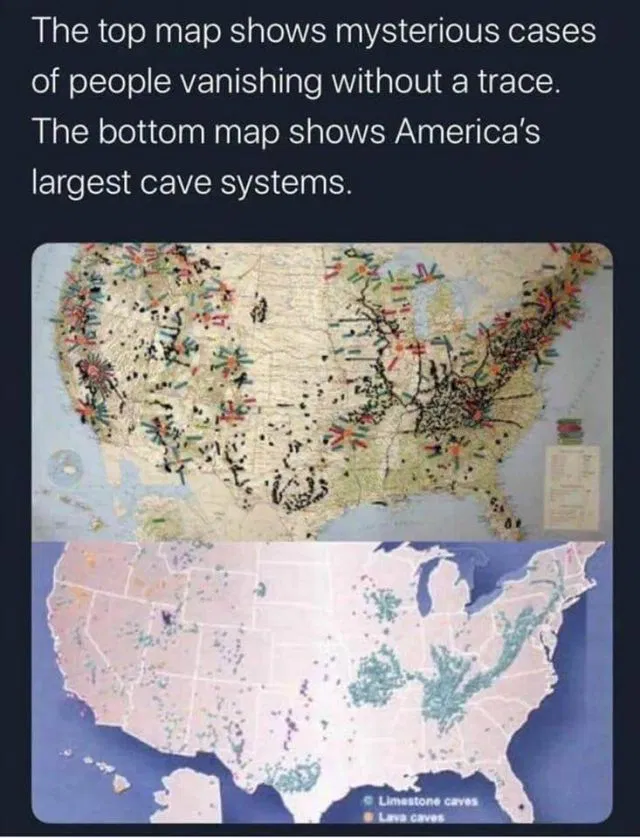 The top map shows mysterious cases
of people vanishing without a trace.
The bottom map shows America's
largest cave systems.
Limestone caves
Lava caves